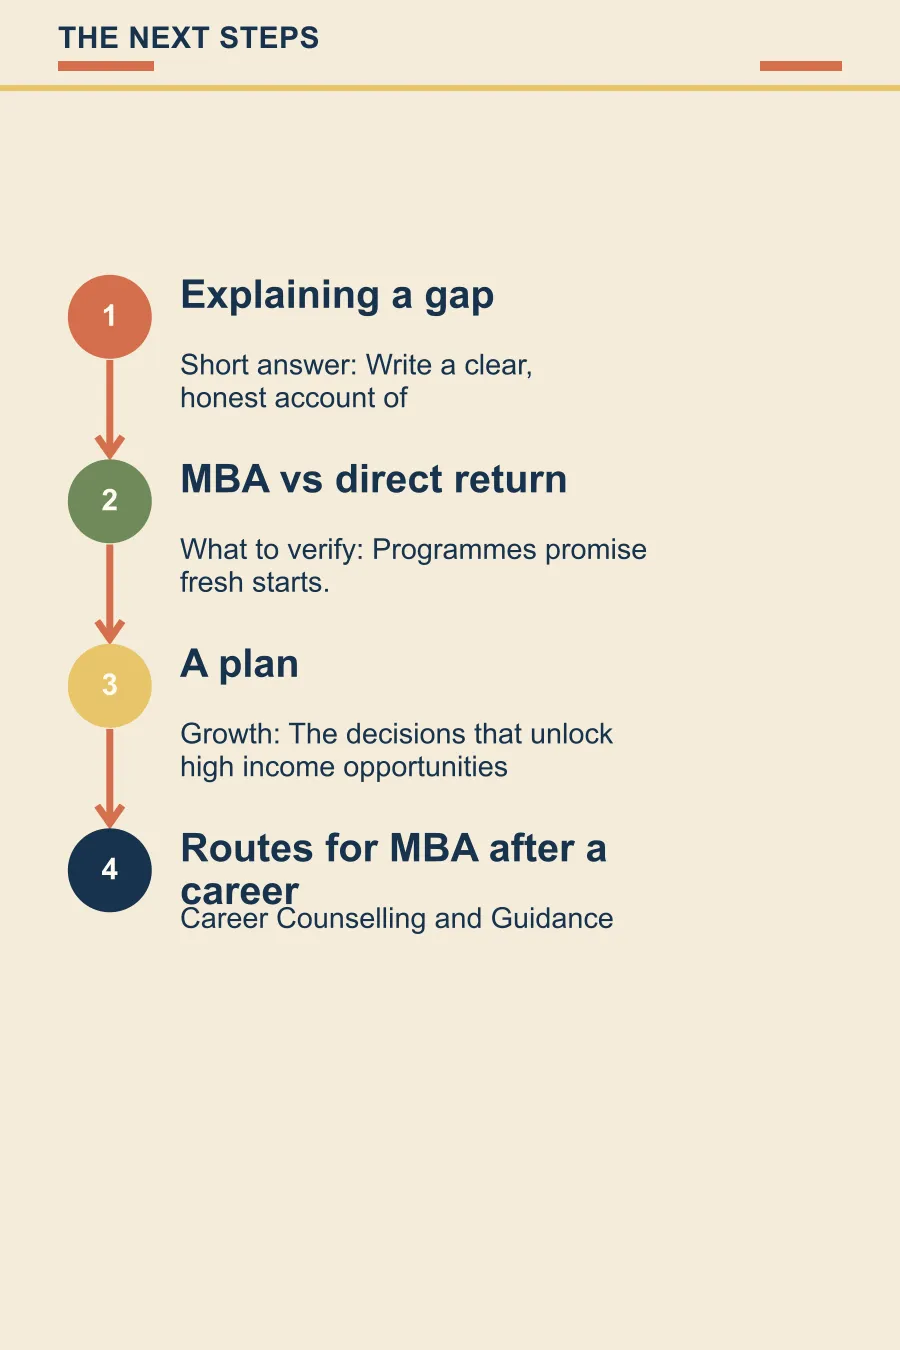 THE NEXT STEPS
1
Explaining a gap
Short answer: Write a clear,
honest account of
2
MBA vs direct return
What to verify: Programmes promise
fresh starts.
3
A plan
Growth: The decisions that unlock
high income opportunities
4
Routes for MBA after a
career
Career Counselling and Guidance